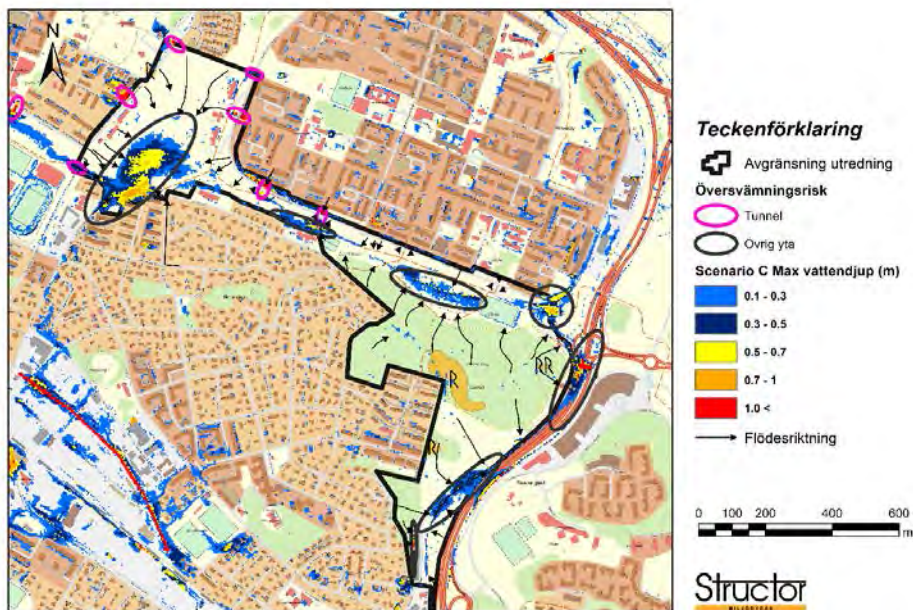 N
R
RR
R
Teckenförklaring
Avgränsning utredning
Översvämningsrisk
Tunnel
Övrig yta
Scenario C Max vattendjup (m)
0.1 - 0.3
0.3 - 0.5
0.5 - 0.7
0.7 - 1
1.0 <
Flödesriktning
0 100 200 400 600
m
Structor